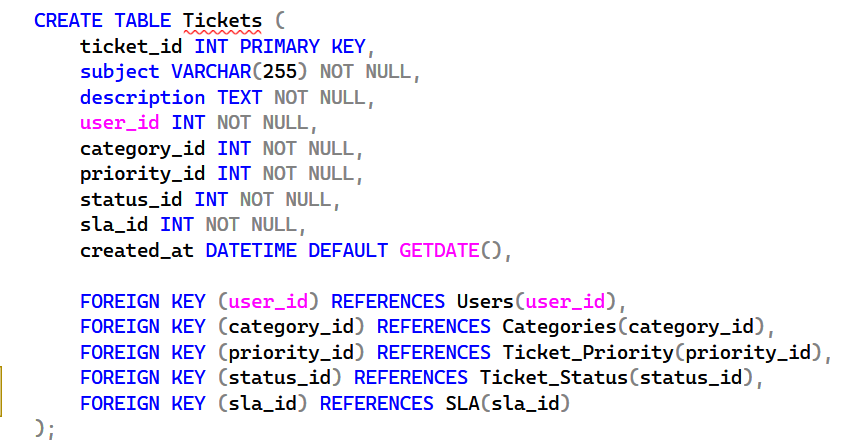 CREATE TABLE Tickets (
    ticket_id INT PRIMARY KEY,
    subject VARCHAR(255) NOT NULL,
    description TEXT NOT NULL,
    user_id INT NOT NULL,
    category_id INT NOT NULL,
    priority_id INT NOT NULL,
    status_id INT NOT NULL,
    sla_id INT NOT NULL,
    created_at DATETIME DEFAULT GETDATE(),

    FOREIGN KEY (user_id) REFERENCES Users(user_id),
    FOREIGN KEY (category_id) REFERENCES Categories(category_id),
    FOREIGN KEY (priority_id) REFERENCES Ticket_Priority(priority_id),
    FOREIGN KEY (status_id) REFERENCES Ticket_Status(status_id),
    FOREIGN KEY (sla_id) REFERENCES SLA(sla_id)
);